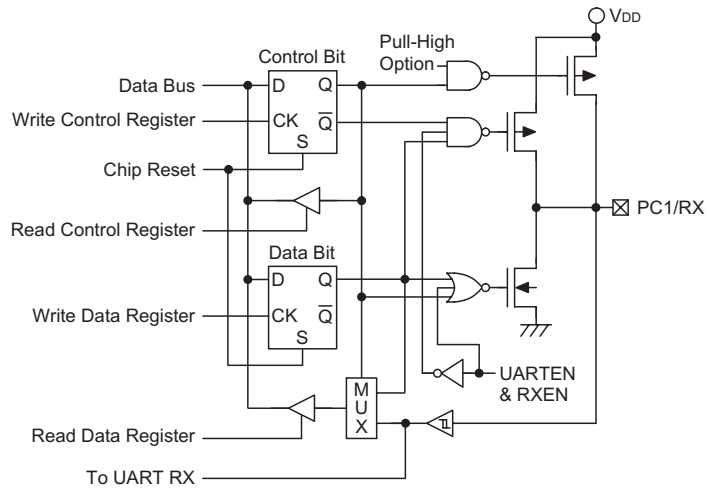 VDD
Control Bit
Pull-High
Option
Data Bus
D
Q
Write Control Register
CK
Q
S
Chip Reset
PC1/RX
Read Control Register
Data Bit
D
Q
Write Data Register
CK
Q
S
M
U
X
UARTEN
& RXEN
Read Data Register
To UART RX